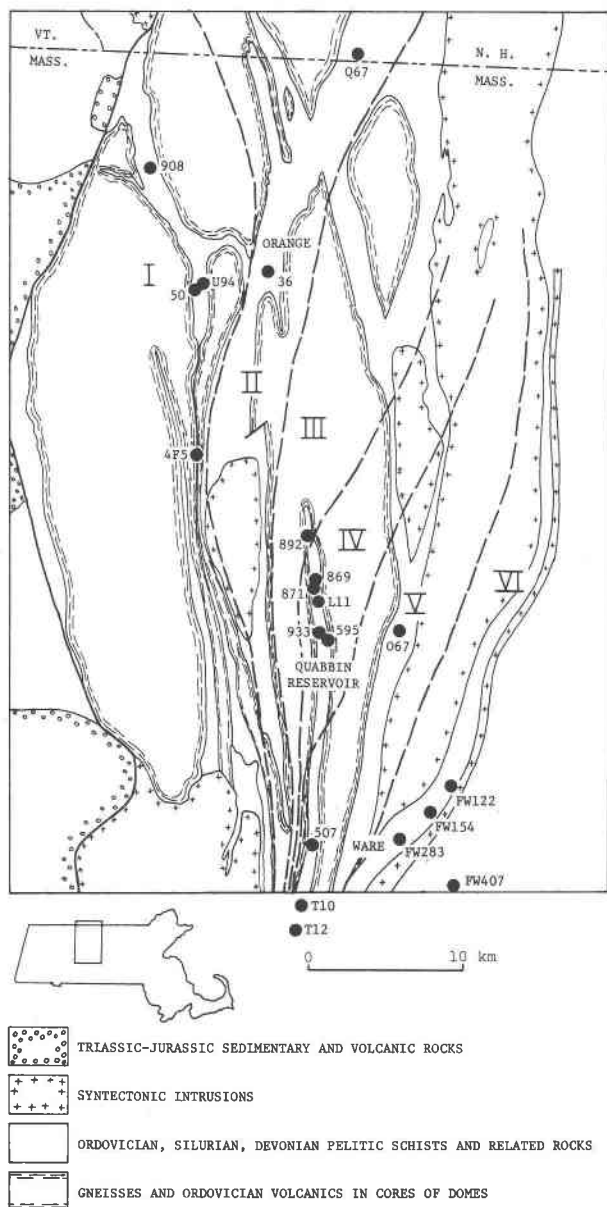 VT.
MASS.
N. H.
MASS.
Q67
908
ORANGE
I
U94
50
36
II
III
4F5
892
IV
869
871
L11
VI
V
933
595
O67
QUABBIN
RESERVOIR
FW122
FW154
507
WARE
FW283
FW407
T10
T12
0 10 km
TRIASSIC-JURASSIC SEDIMENTARY AND VOLCANIC ROCKS
SYNTECTONIC INTRUSIONS
ORDOVICIAN, SILURIAN, DEVONIAN PELITIC SCHISTS AND RELATED ROCKS
GNEISSES AND ORDOVICIAN VOLCANICS IN CORES OF DOMES